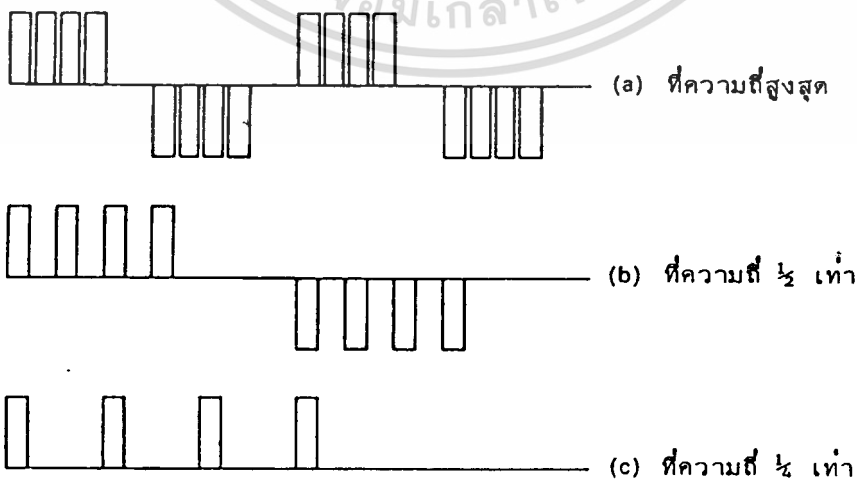 (a) ที่ความถี่สูงสุด
(b) ที่ความถี่ ½ เท่า
(c) ที่ความถี่ ¼ เท่า